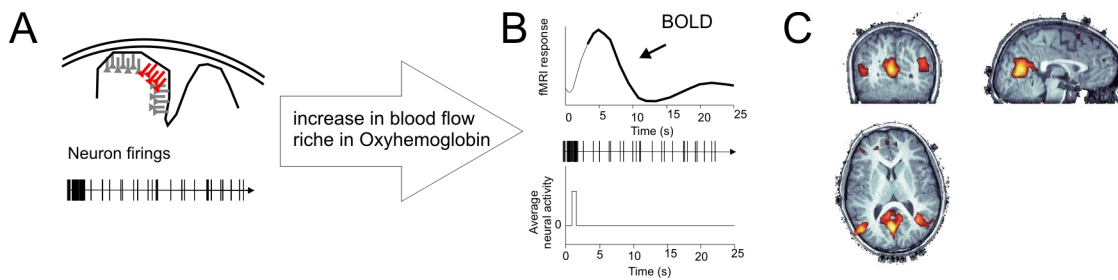 A
Neuron firings
increase in blood flow
riche in Oxyhemoglobin
B
BOLD
fMRI response
0 5 10 15 20 25
Time (s)
Average
neural activity
0
0 5 10 15 20 25
Time (s)
C